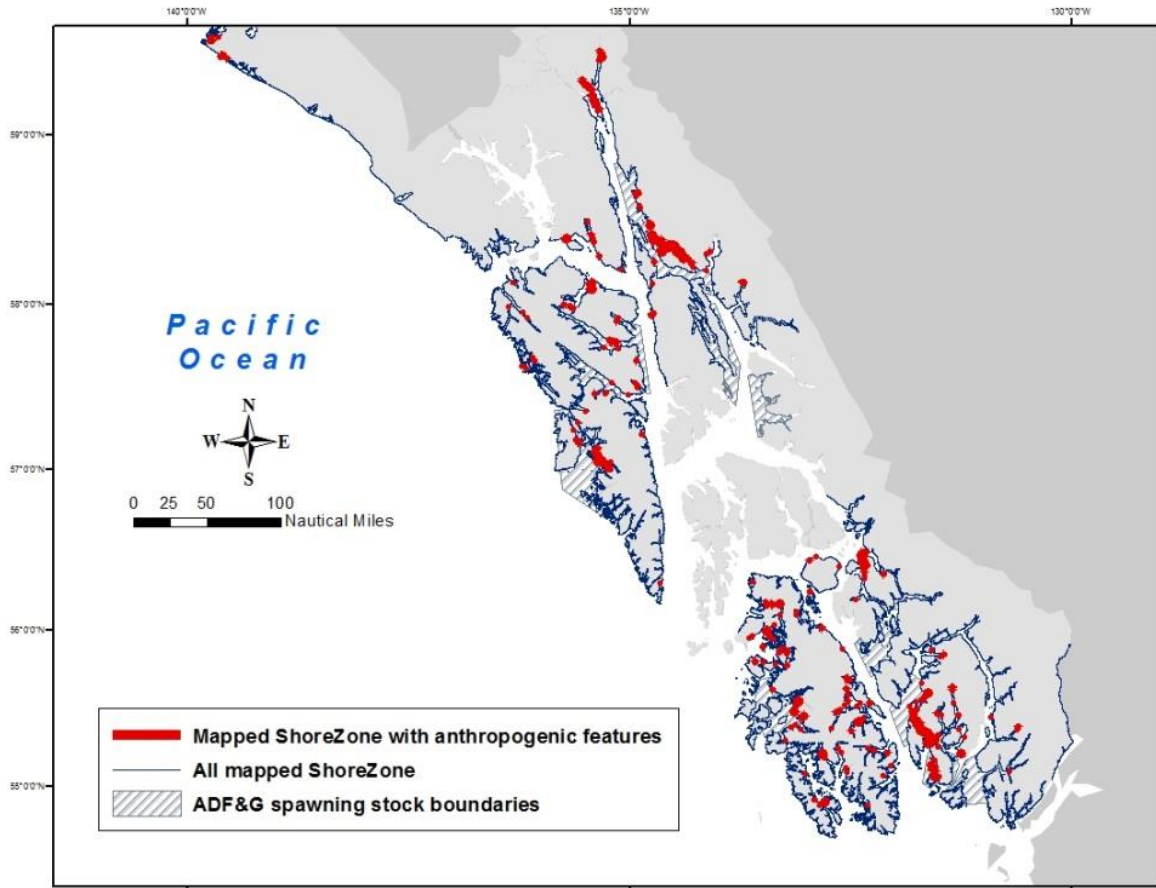 140°0'0"W
135°0'0"W
130°0'0"W
59°0'0"N
58°0'0"N
57°0'0"N
56°0'0"N
55°0'0"N
Pacific
Ocean
N
W E
S
0 25 50 100
Nautical Miles
Mapped ShoreZone with anthropogenic features
All mapped ShoreZone
ADF&G spawning stock boundaries